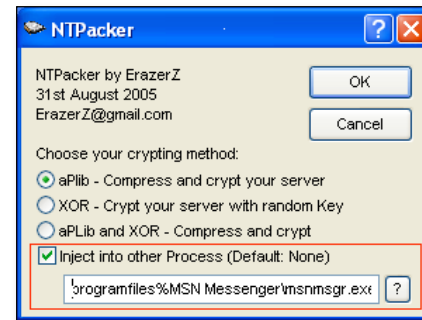 NTPacker
?
NTPacker by ErazerZ
31st August 2005
ErazerZ@gmail.com
OK
Cancel
Choose your crypting method:
aPlib - Compress and crypt your server
XOR - Crypt your server with random Key
aPLib and XOR - Compress and crypt
Inject into other Process (Default: None)
programfiles%MSN Messenger\msnmsgr.exe
?